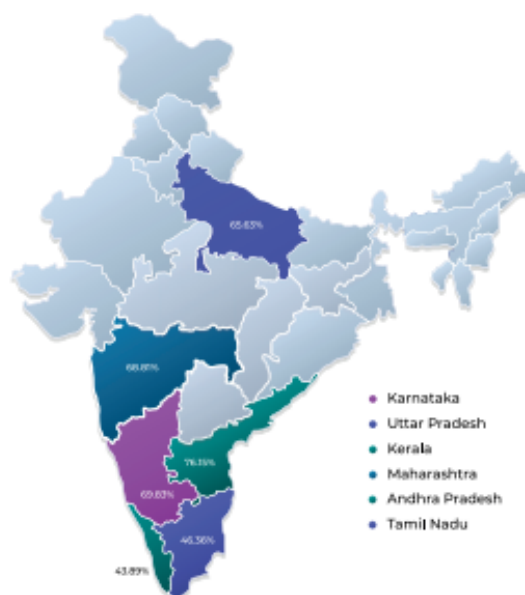 65.63%
68.81%
Karnataka
Uttar Pradesh
Kerala
76.15%
Maharashtra
69.83%
Andhra Pradesh
Tamil Nadu
46.36%
43.89%